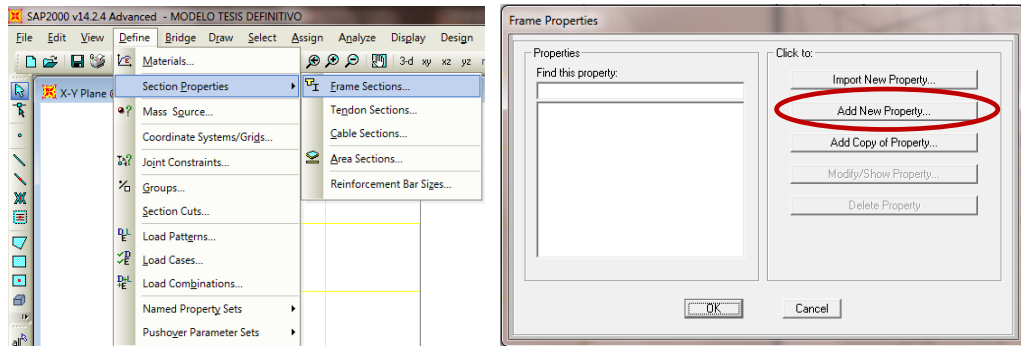 SAP2000 v14.2.4 Advanced - MODELO TESIS DEFINITIVO
File Edit View Define Bridge Draw Select Assign Analyze Display Design
3-d xy xz yz
X-Y Plane
Materials...
Section Properties
Mass Source...
Coordinate Systems/Grids...
Joint Constraints...
Groups...
Section Cuts...
Load Patterns...
Load Cases...
Load Combinations...
Named Property Sets
Pushover Parameter Sets
Frame Sections...
Tendon Sections...
Cable Sections...
Area Sections...
Reinforcement Bar Sizes...
all
Frame Properties
Properties
Find this property:
Click to:
Import New Property...
Add New Property...
Add Copy of Property...
Modify/Show Property...
Delete Property
OK
Cancel